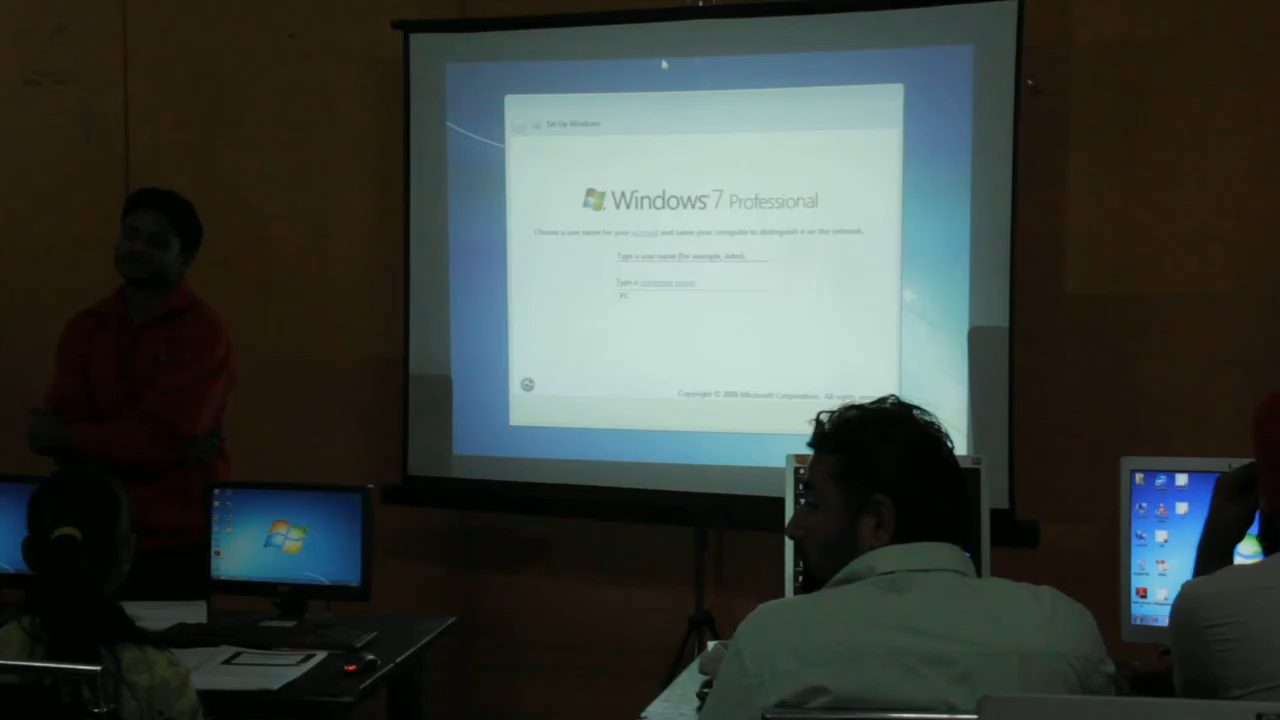 Set Up Windows
Windows 7 Professional
Choose a user name for your account and name your computer to distinguish it on the network.
Type a user name (for example, John):
Type a computer name:
PC
Copyright © 2009 Microsoft Corporation. All rights